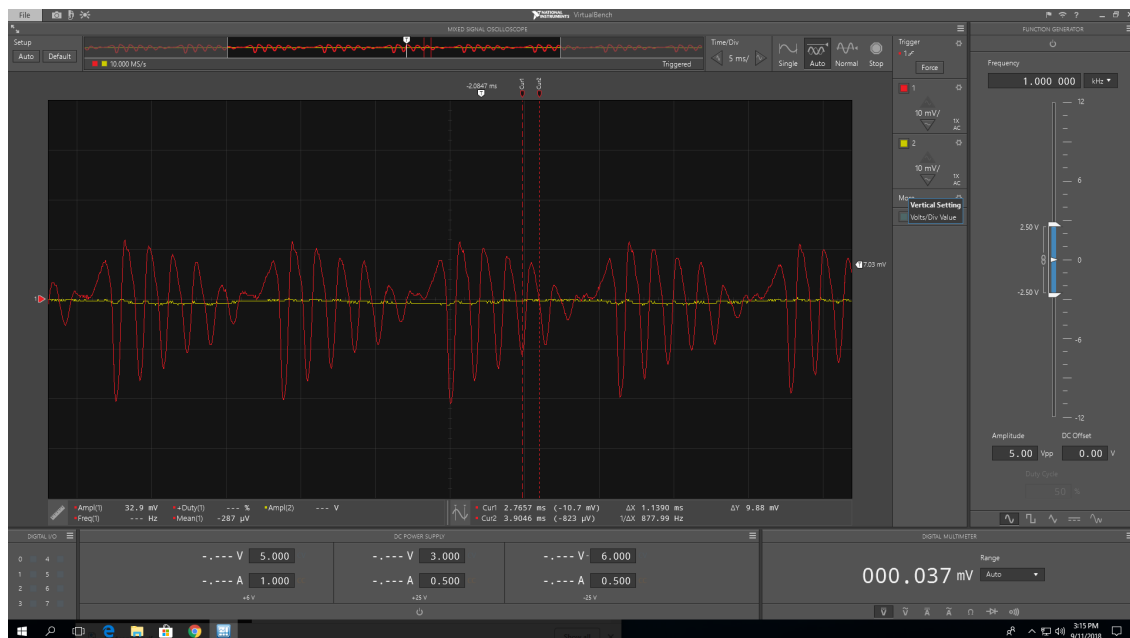 File
NATIONAL INSTRUMENTS VirtualBench
MIXED SIGNAL OSCILLOSCOPE
Setup
Auto Default
10.000 MS/s
Triggered
T
Time/Div
5 ms/
Single Auto Normal Stop
Trigger
1
Force
-2.0847 ms
T
Cur1 Cur2
1
10 mV/
1X
AC
2
10 mV/
1X
AC
Vertical Setting
Volts/Div Value
T 7.03 mV
1
Ampl(1) 32.9 mV +Duty(1) --- % Ampl(2) --- V
Freq(1) --- Hz Mean(1) -287 µV
Cur1 2.7657 ms (-10.7 mV) ΔX 1.1390 ms ΔY 9.88 mV
Cur2 3.9046 ms (-823 µV) 1/ΔX 877.99 Hz
FUNCTION GENERATOR
Frequency
1.000 000 kHz
12
6
2.50 V
0
-2.50 V
-6
-12
Amplitude DC Offset
5.00 Vpp 0.00 V
Duty Cycle
50 %
DIGITAL I/O
0 4
1 5
2 6
3 7
DC POWER SUPPLY
-.--- V 5.000
-.--- A 1.000
+6 V
-.--- V 3.000
-.--- A 0.500
+25 V
-.--- V -6.000
-.--- A 0.500
-25 V
DIGITAL MULTIMETER
000.037 mV
Range
Auto
3:15 PM
9/11/2018